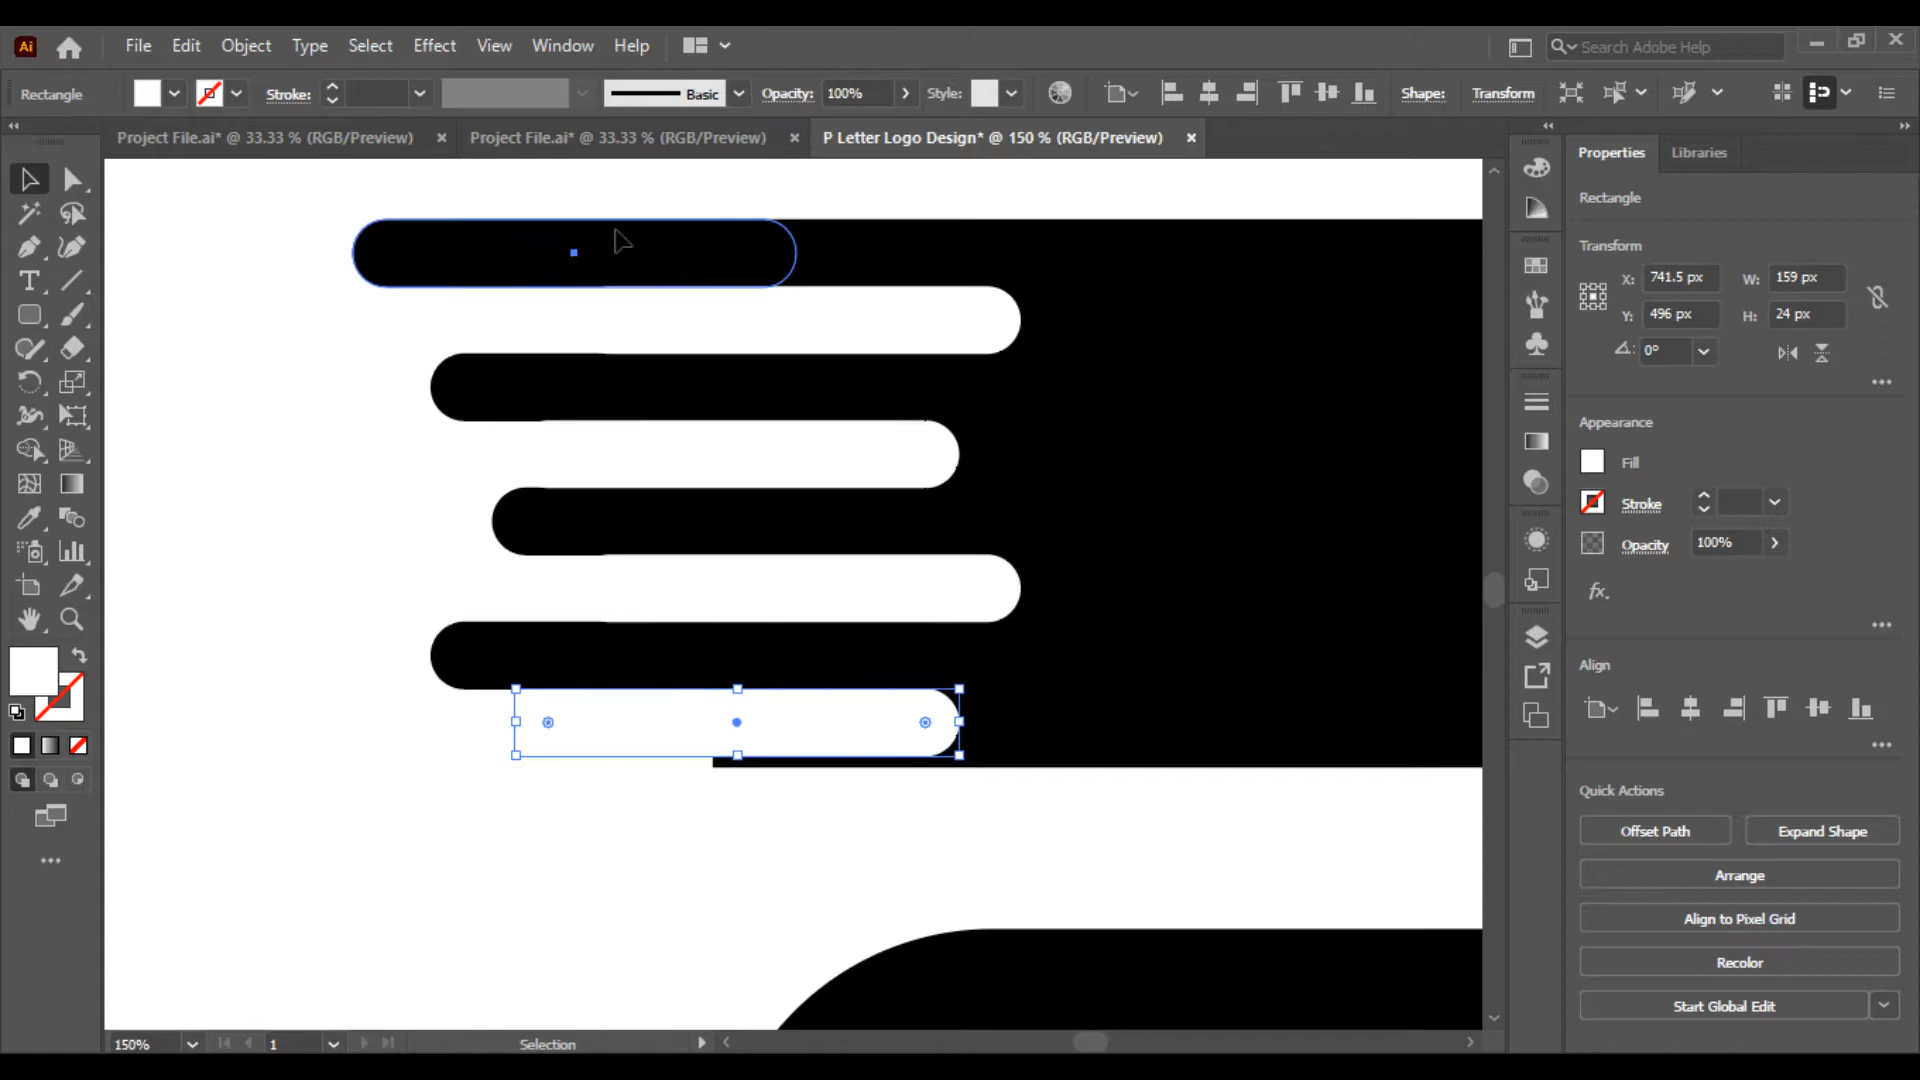 Ai File Edit Object Type Select Effect View Window Help Search Adobe Help
Rectangle Stroke: Basic Opacity: 100% Style: Shape: Transform
Project File.ai* @ 33.33 % (RGB/Preview) × Project File.ai* @ 33.33 % (RGB/Preview) × P Letter Logo Design* @ 150 % (RGB/Preview) ×
Properties Libraries
Rectangle
Transform
X: 741.5 px W: 159 px
Y: 496 px H: 24 px
0°
Appearance
Fill
Stroke
Opacity 100%
fx.
Align
Quick Actions
Offset Path Expand Shape
Arrange
Align to Pixel Grid
Recolor
Start Global Edit
150% 1 Selection